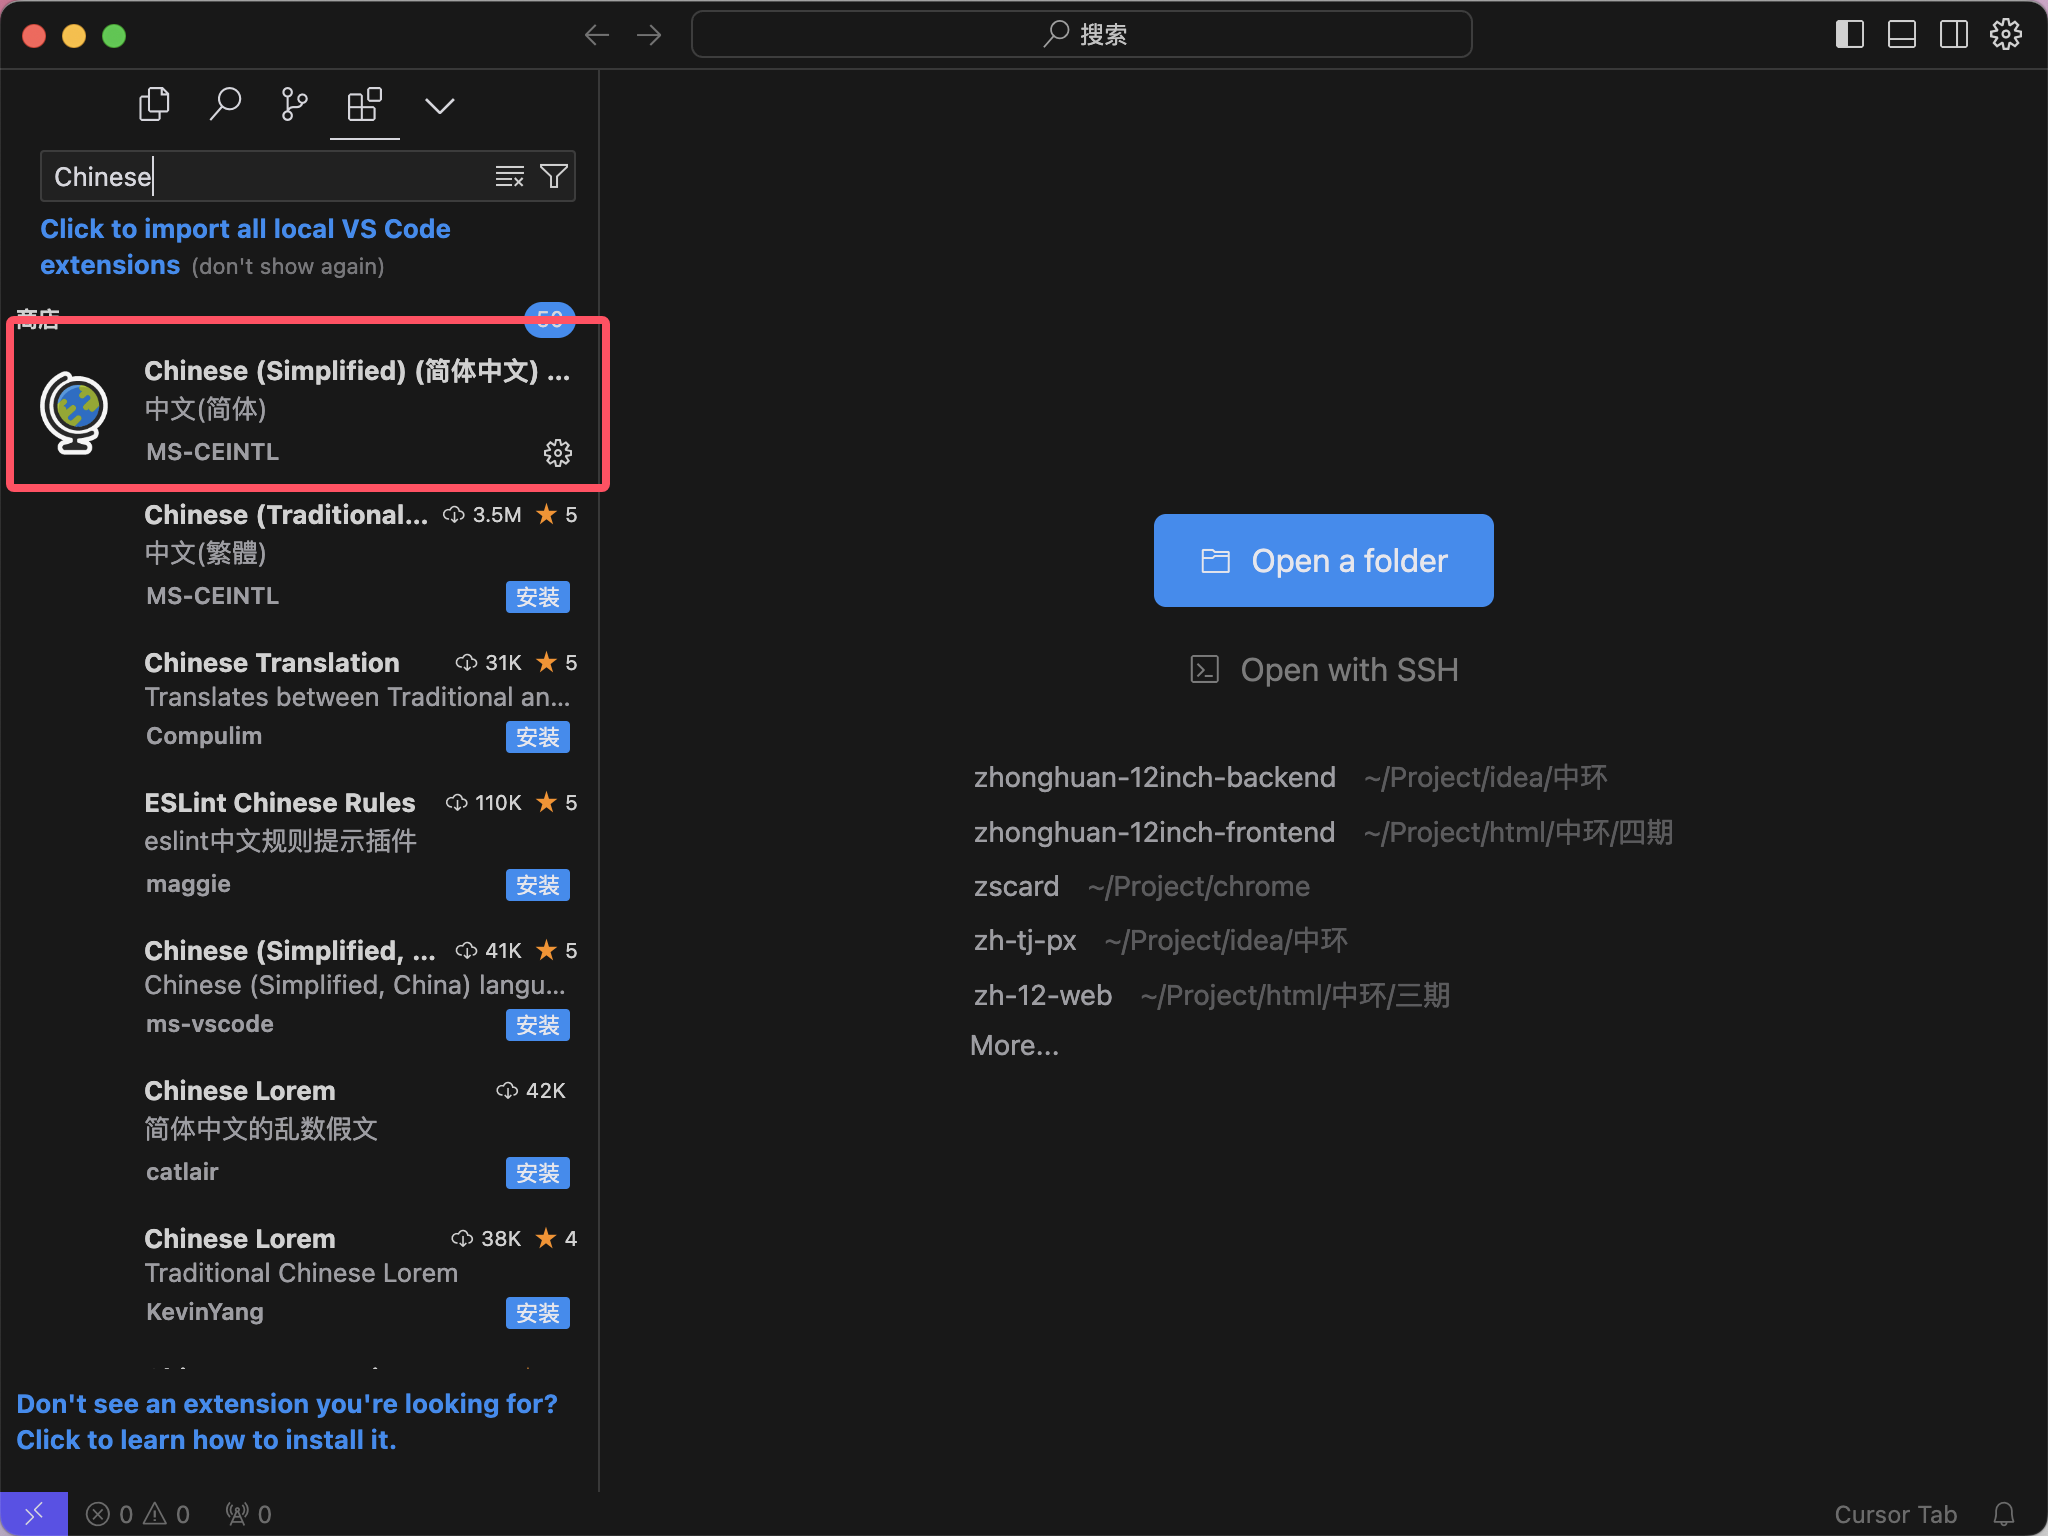 搜索
Chinese
Click to import all local VS Code
extensions (don't show again)
商店 50
Chinese (Simplified) (简体中文) ...
中文(简体)
MS-CEINTL
Chinese (Traditional... 3.5M ★ 5
中文(繁體)
MS-CEINTL 安装
Chinese Translation 31K ★ 5
Translates between Traditional an...
Compulim 安装
ESLint Chinese Rules 110K ★ 5
eslint中文规则提示插件
maggie 安装
Chinese (Simplified, ... 41K ★ 5
Chinese (Simplified, China) langu...
ms-vscode 安装
Chinese Lorem 42K
简体中文的乱数假文
catlair 安装
Chinese Lorem 38K ★ 4
Traditional Chinese Lorem
KevinYang 安装
Don't see an extension you're looking for?
Click to learn how to install it.
Open a folder
Open with SSH
zhonghuan-12inch-backend ~/Project/idea/中环
zhonghuan-12inch-frontend ~/Project/html/中环/四期
zscard ~/Project/chrome
zh-tj-px ~/Project/idea/中环
zh-12-web ~/Project/html/中环/三期
More...
0 0 0
Cursor Tab